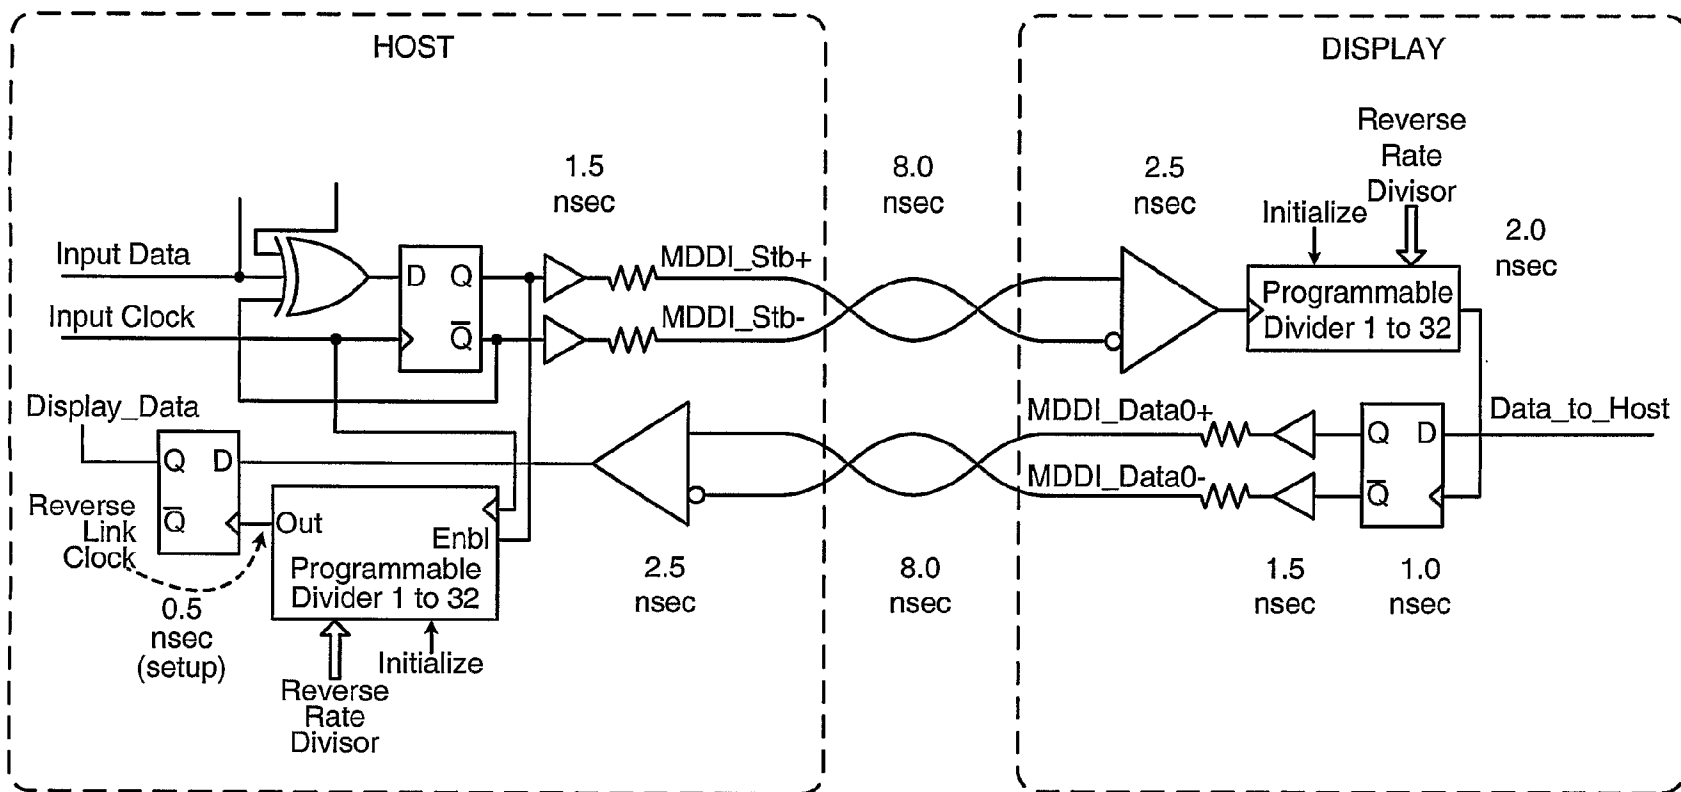 HOST
DISPLAY
Reverse
Rate
Divisor
1.5
nsec
8.0
nsec
2.5
nsec
Initialize
2.0
nsec
Input Data
D Q
MDDI_Stb+
Programmable
Divider 1 to 32
Input Clock
Q
MDDI_Stb-
Display_Data
MDDI_Data0+
Data_to_Host
Q D
Q D
MDDI_Data0-
Q
Q
Reverse
Link
Clock
Out
Enbl
Programmable
Divider 1 to 32
2.5
nsec
8.0
nsec
1.5
nsec
1.0
nsec
0.5
nsec
(setup)
Initialize
Reverse
Rate
Divisor